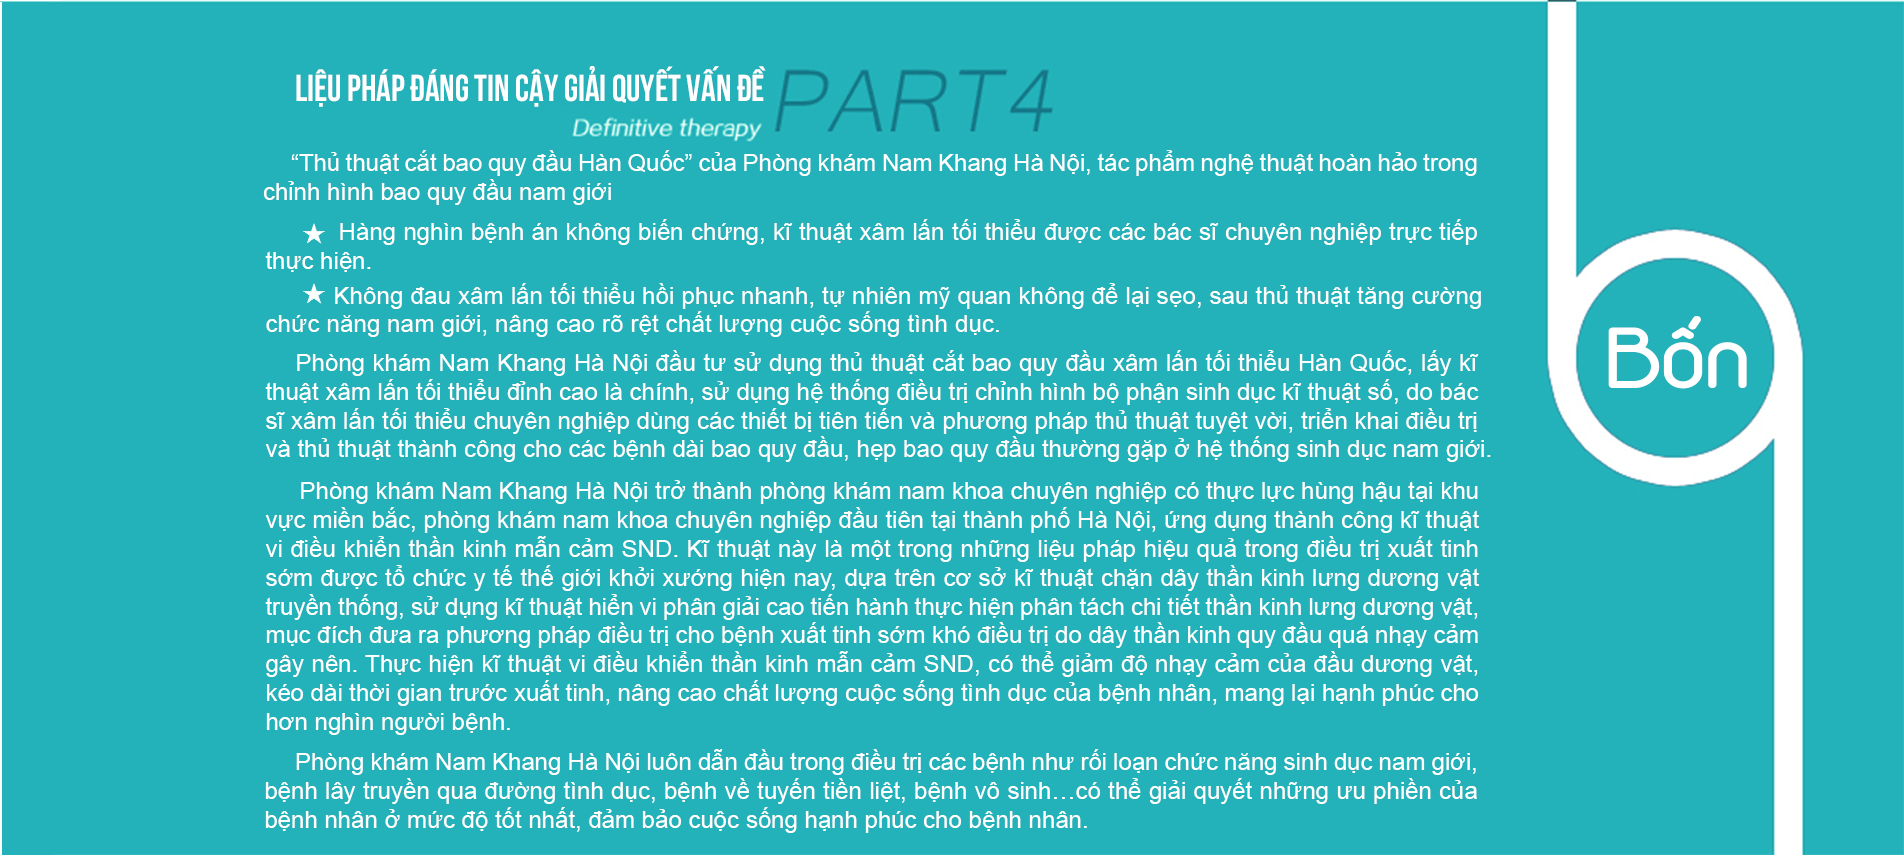 LIỆU PHÁP ĐÁNG TIN CẬY GIẢI QUYẾT VẤN ĐỀ
PART4
Definitive therapy
“Thủ thuật cắt bao quy đầu Hàn Quốc” của Phòng khám Nam Khang Hà Nội, tác phẩm nghệ thuật hoàn hảo trong
chỉnh hình bao quy đầu nam giới
★ Hàng nghìn bệnh án không biến chứng, kĩ thuật xâm lấn tối thiểu được các bác sĩ chuyên nghiệp trực tiếp
thực hiện.
★ Không đau xâm lấn tối thiểu hồi phục nhanh, tự nhiên mỹ quan không để lại sẹo, sau thủ thuật tăng cường
chức năng nam giới, nâng cao rõ rệt chất lượng cuộc sống tình dục.
Phòng khám Nam Khang Hà Nội đầu tư sử dụng thủ thuật cắt bao quy đầu xâm lấn tối thiểu Hàn Quốc, lấy kĩ
thuật xâm lấn tối thiểu đỉnh cao là chính, sử dụng hệ thống điều trị chỉnh hình bộ phận sinh dục kĩ thuật số, do bác
sĩ xâm lấn tối thiểu chuyên nghiệp dùng các thiết bị tiên tiến và phương pháp thủ thuật tuyệt vời, triển khai điều trị
và thủ thuật thành công cho các bệnh dài bao quy đầu, hẹp bao quy đầu thường gặp ở hệ thống sinh dục nam giới.
Phòng khám Nam Khang Hà Nội trở thành phòng khám nam khoa chuyên nghiệp có thực lực hùng hậu tại khu
vực miền bắc, phòng khám nam khoa chuyên nghiệp đầu tiên tại thành phố Hà Nội, ứng dụng thành công kĩ thuật
vi điều khiển thần kinh mẫn cảm SND. Kĩ thuật này là một trong những liệu pháp hiệu quả trong điều trị xuất tinh
sớm được tổ chức y tế thế giới khởi xướng hiện nay, dựa trên cơ sở kĩ thuật chặn dây thần kinh lưng dương vật
truyền thống, sử dụng kĩ thuật hiển vi phân giải cao tiến hành thực hiện phân tách chi tiết thần kinh lưng dương vật,
mục đích đưa ra phương pháp điều trị cho bệnh xuất tinh sớm khó điều trị do dây thần kinh quy đầu quá nhạy cảm
gây nên. Thực hiện kĩ thuật vi điều khiển thần kinh mẫn cảm SND, có thể giảm độ nhạy cảm của đầu dương vật,
kéo dài thời gian trước xuất tinh, nâng cao chất lượng cuộc sống tình dục của bệnh nhân, mang lại hạnh phúc cho
hơn nghìn người bệnh.
Phòng khám Nam Khang Hà Nội luôn dẫn đầu trong điều trị các bệnh như rối loạn chức năng sinh dục nam giới,
bệnh lây truyền qua đường tình dục, bệnh về tuyến tiền liệt, bệnh vô sinh...có thể giải quyết những ưu phiền của
bệnh nhân ở mức độ tốt nhất, đảm bảo cuộc sống hạnh phúc cho bệnh nhân.
Bốn